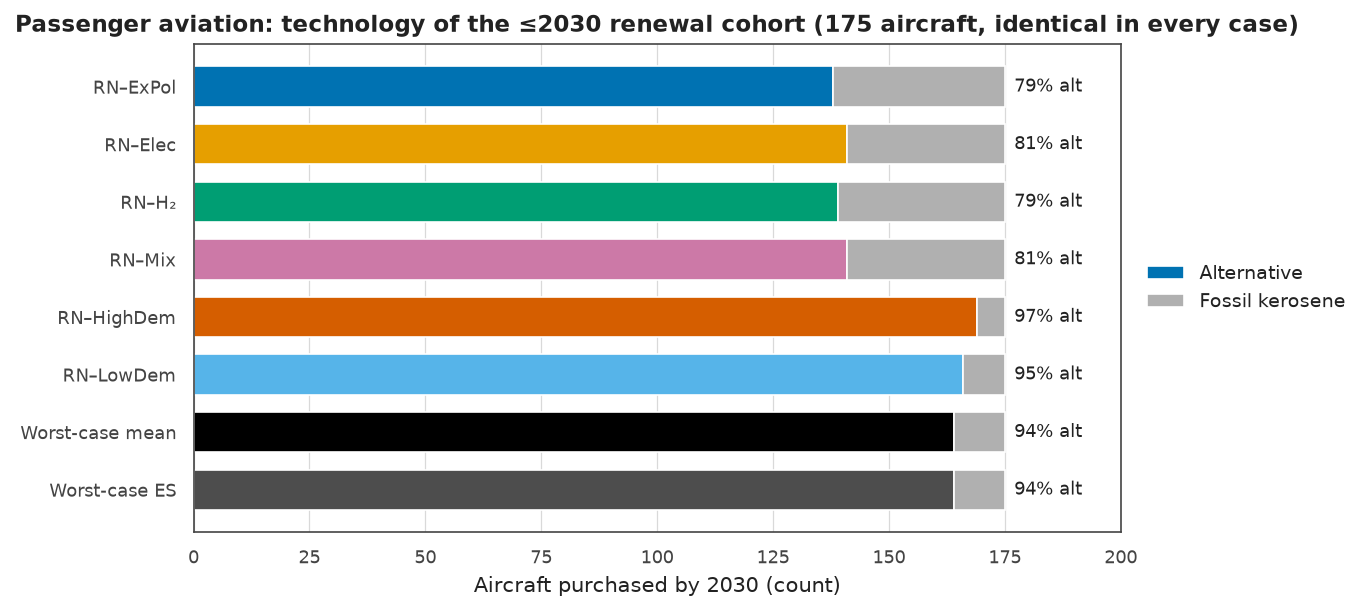 Passenger aviation: technology of the ≤2030 renewal cohort (175 aircraft, identical in every case)
RN–ExPol
79% alt
RN–Elec
81% alt
RN–H₂
79% alt
RN–Mix
81% alt
RN–HighDem
97% alt
RN–LowDem
95% alt
Worst-case mean
94% alt
Worst-case ES
94% alt
Alternative
Fossil kerosene
0 25 50 75 100 125 150 175 200
Aircraft purchased by 2030 (count)